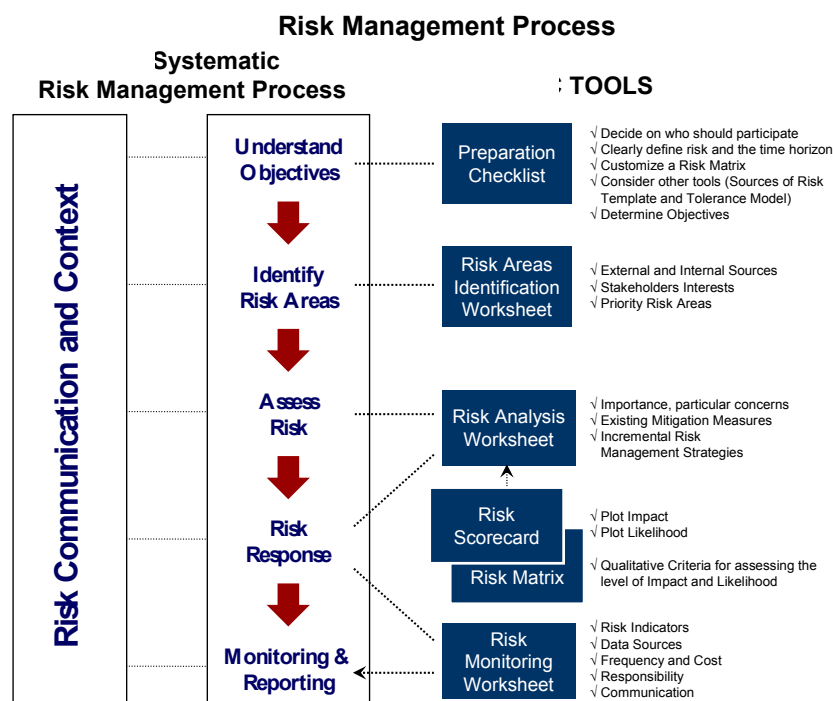 Risk Management Process
Systematic
Risk Management Process
TOOLS
Risk Communication and Context
Understand
Objectives
Identify
Risk Areas
Assess
Risk
Risk
Response
Monitoring &
Reporting
Preparation
Checklist
√ Decide on who should participate
√ Clearly define risk and the time horizon
√ Customize a Risk Matrix
√ Consider other tools (Sources of Risk
Template and Tolerance Model)
√ Determine Objectives
Risk Areas
Identification
Worksheet
√ External and Internal Sources
√ Stakeholders Interests
√ Priority Risk Areas
Risk Analysis
Worksheet
√ Importance, particular concerns
√ Existing Mitigation Measures
√ Incremental Risk
Management Strategies
Risk
Scorecard
√ Plot Impact
√ Plot Likelihood
Risk Matrix
√ Qualitative Criteria for assessing the
level of Impact and Likelihood
Risk
Monitoring
Worksheet
√ Risk Indicators
√ Data Sources
√ Frequency and Cost
√ Responsibility
√ Communication